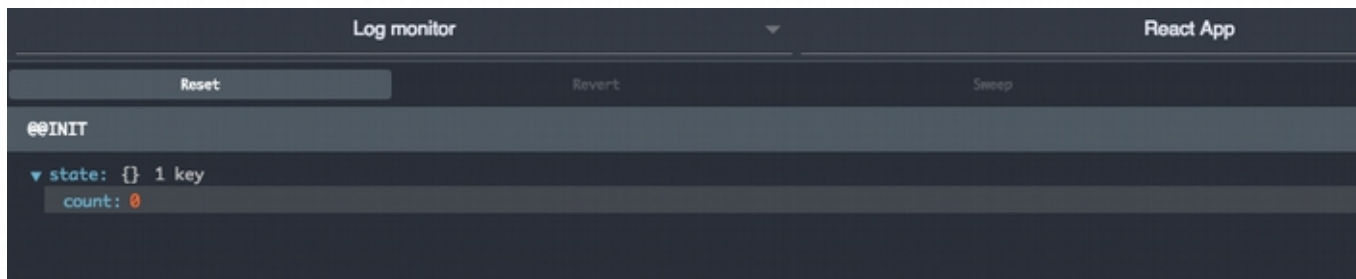 Log monitor React App
Reset Revert Sweep
@@INIT
▼ state: {} 1 key
count: 0